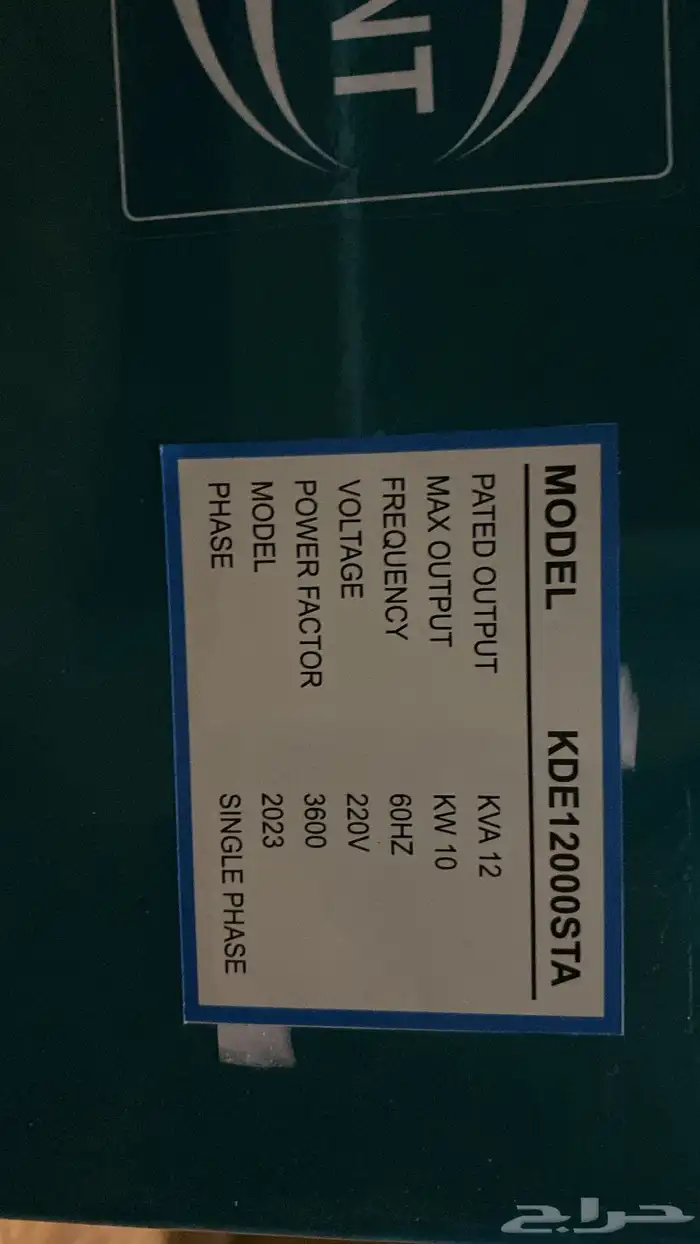 NT
MODEL KDE12000STA
PATED OUTPUT KVA 12
MAX OUTPUT KW 10
FREQUENCY 60HZ
VOLTAGE 220V
POWER FACTOR 3600
MODEL 2023
PHASE SINGLE PHASE
حراج